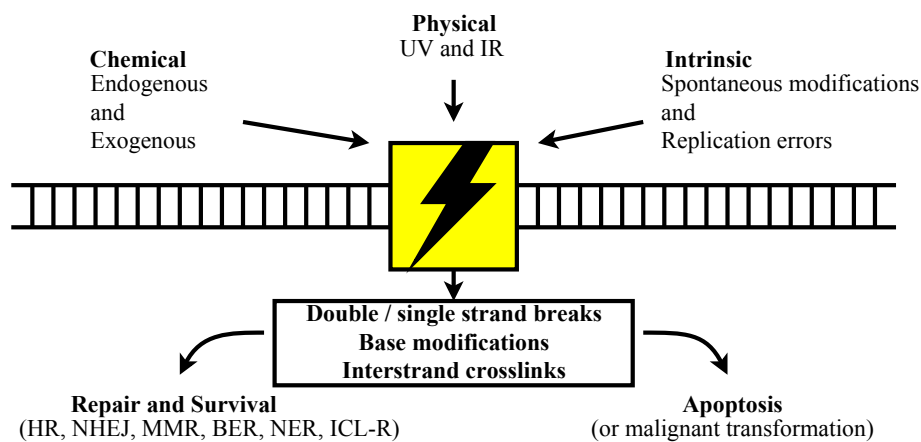 Physical
UV and IR
Chemical
Endogenous
and
Exogenous
Intrinsic
Spontaneous modifications
and
Replication errors
Double / single strand breaks
Base modifications
Interstrand crosslinks
Repair and Survival
(HR, NHEJ, MMR, BER, NER, ICL-R)
Apoptosis
(or malignant transformation)